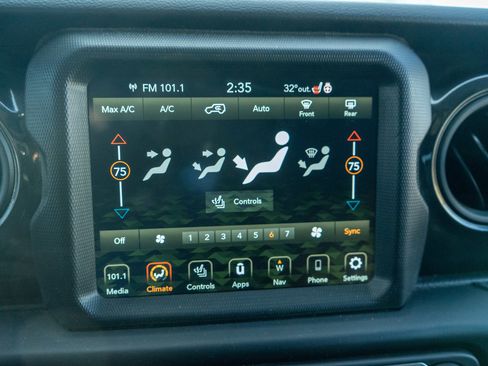 FM 101.1 2:35 32°out.
Max A/C A/C Auto Front Rear
75 75
Controls
Off 1 2 3 4 5 6 7 Sync
101.1 W
Media Climate Controls Apps Nav Phone Settings